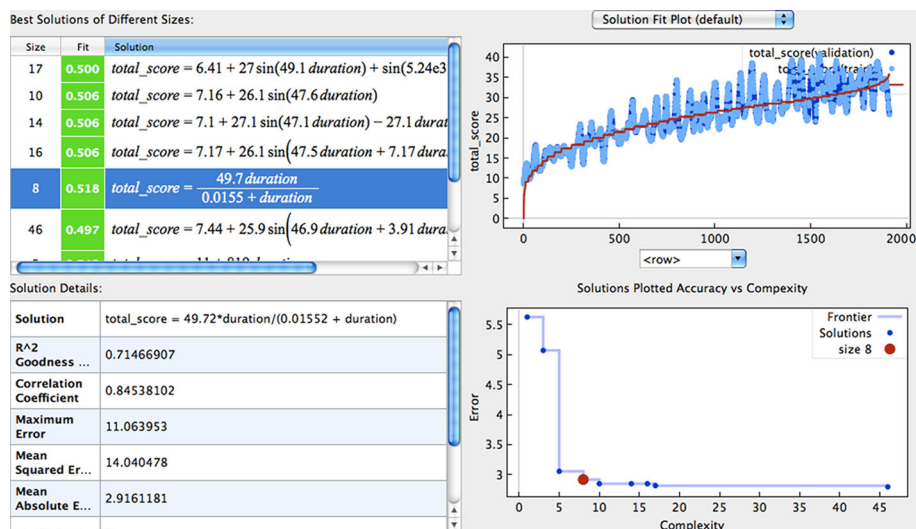 Best Solutions of Different Sizes:
Size Fit Solution
17 0.500 total_score = 6.41 + 27 sin(49.1 duration) + sin(5.24e3
10 0.506 total_score = 7.16 + 26.1 sin(47.6 duration)
14 0.506 total_score = 7.1 + 27.1 sin(47.1 duration) − 27.1 durat
16 0.506 total_score = 7.17 + 26.1 sin(47.5 duration + 7.17 dura
8 0.518 total_score = 49.7 duration / 0.0155 + duration
46 0.497 total_score = 7.44 + 25.9 sin(46.9 duration + 3.91 dura
Solution Fit Plot (default)
total_score(validation)
total_score
40
35
30
25
20
15
10
5
0
0 500 1000 1500 2000
<row>
Solution Details:
Solution total_score = 49.72*duration/(0.01552 + duration)
R^2
Goodness ... 0.71466907
Correlation
Coefficient 0.84538102
Maximum
Error 11.063953
Mean
Squared Er... 14.040478
Mean
Absolute E... 2.9161181
Solutions Plotted Accuracy vs Compexity
Frontier
Solutions
size 8
Error
5.5
5
4.5
4
3.5
3
0 5 10 15 20 25 30 35 40 45
Complexity